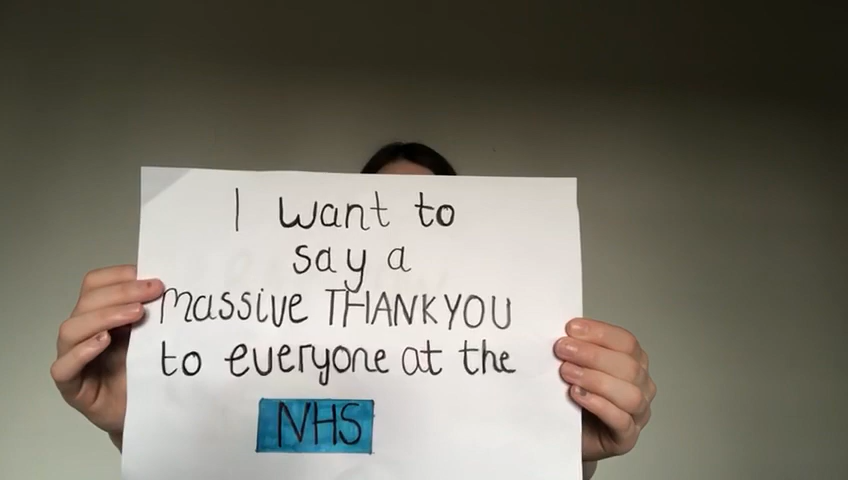 I want to
say a
massive THANKYOU
to everyone at the
NHS